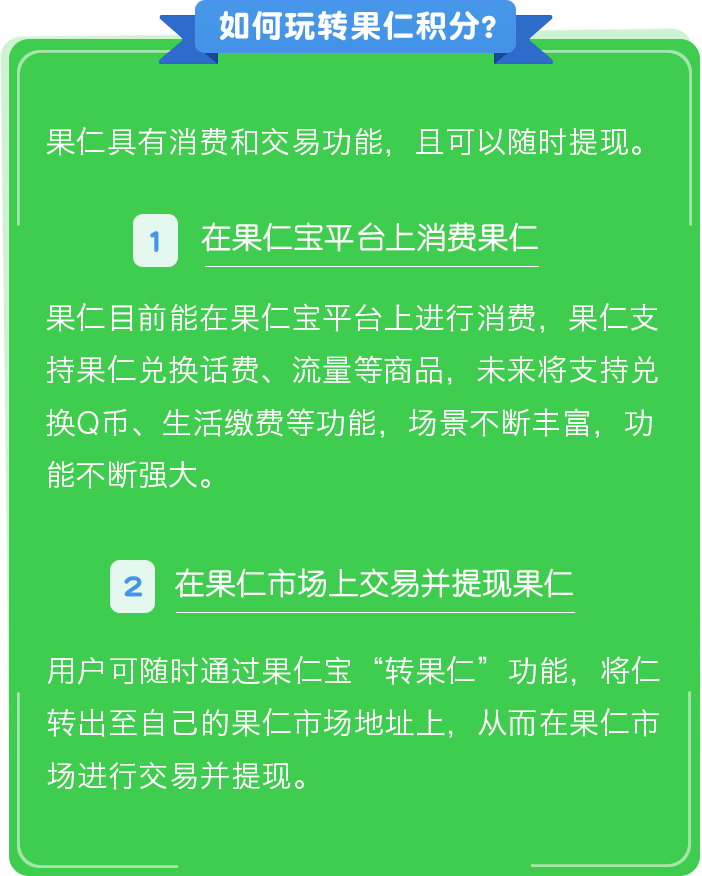 如何玩转果仁积分?
果仁具有消费和交易功能，且可以随时提现。
1 在果仁宝平台上消费果仁
果仁目前能在果仁宝平台上进行消费，果仁支
持果仁兑换话费、流量等商品，未来将支持兑
换Q币、生活缴费等功能，场景不断丰富，功
能不断强大。
2 在果仁市场上交易并提现果仁
用户可随时通过果仁宝“转果仁”功能，将仁
转出至自己的果仁市场地址上，从而在果仁市
场进行交易并提现。